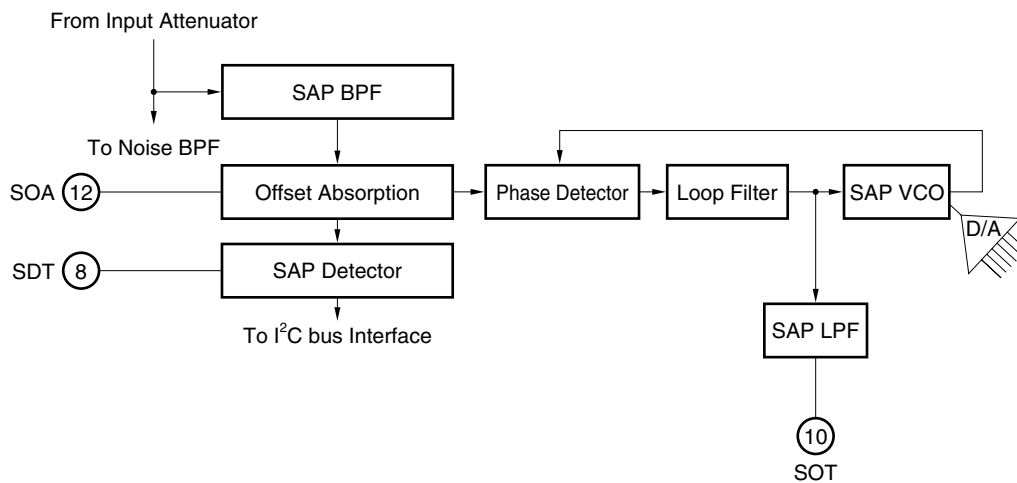 From Input Attenuator
SAP BPF
To Noise BPF
SOA 12 Offset Absorption Phase Detector Loop Filter SAP VCO
D/A
SDT 8 SAP Detector
To I²C bus Interface
SAP LPF
10
SOT